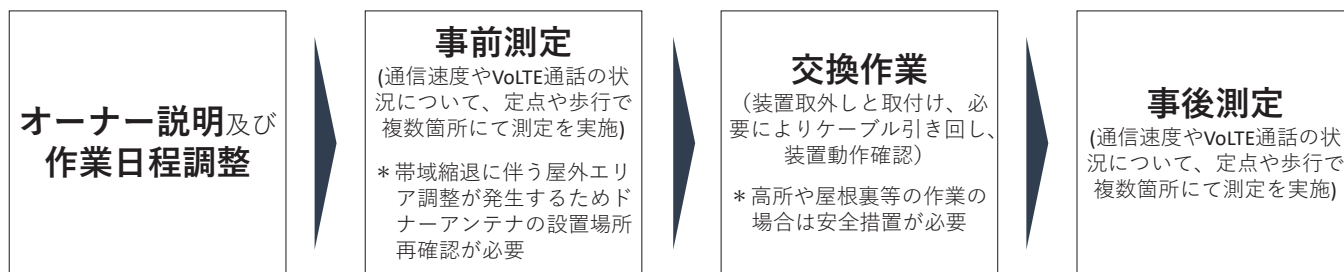 オーナー説明及び
作業日程調整
事前測定
(通信速度やVoLTE通話の状
況について、定点や歩行で
複数箇所にて測定を実施)
＊帯域縮退に伴う屋外エリ
ア調整が発生するためド
ナーアンテナの設置場所
再確認が必要
交換作業
（装置取外しと取付け、必
要によりケーブル引き回し、
装置動作確認）
＊高所や屋根裏等の作業の
場合は安全措置が必要
事後測定
(通信速度やVoLTE通話の状
況について、定点や歩行で
複数箇所にて測定を実施)